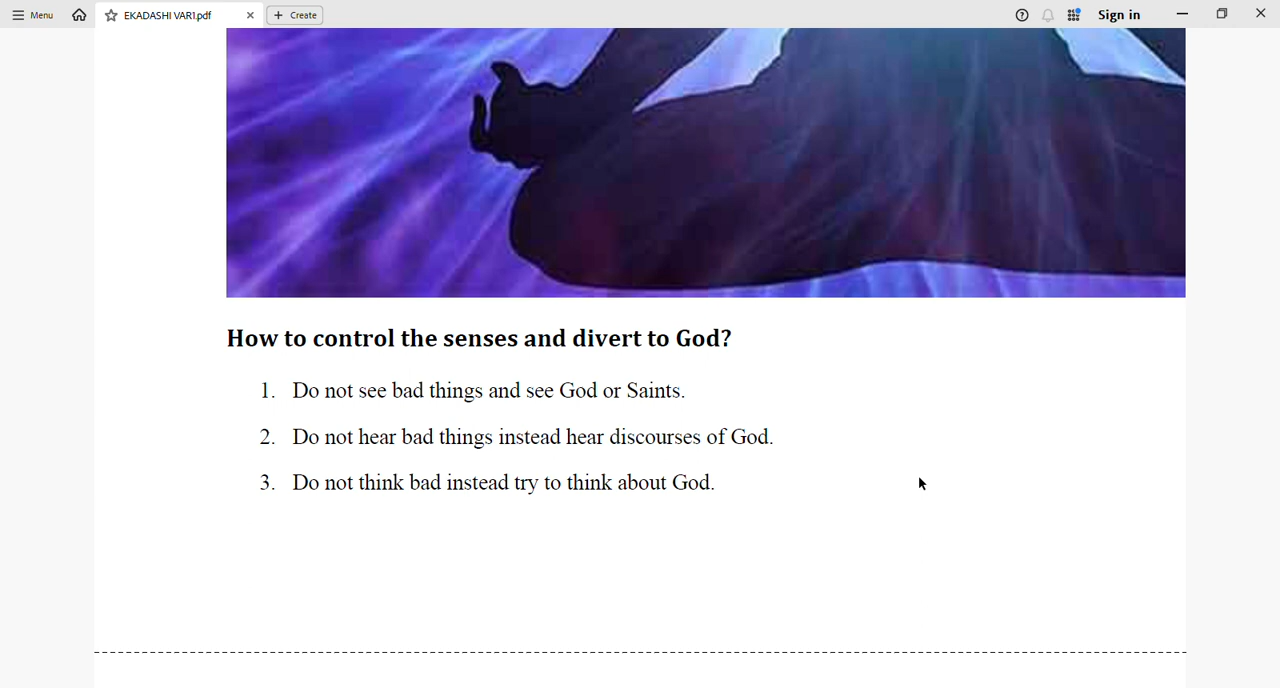 Menu
EKADASHI VAR1.pdf
Create
Sign in
How to control the senses and divert to God?
1. Do not see bad things and see God or Saints.
2. Do not hear bad things instead hear discourses of God.
3. Do not think bad instead try to think about God.